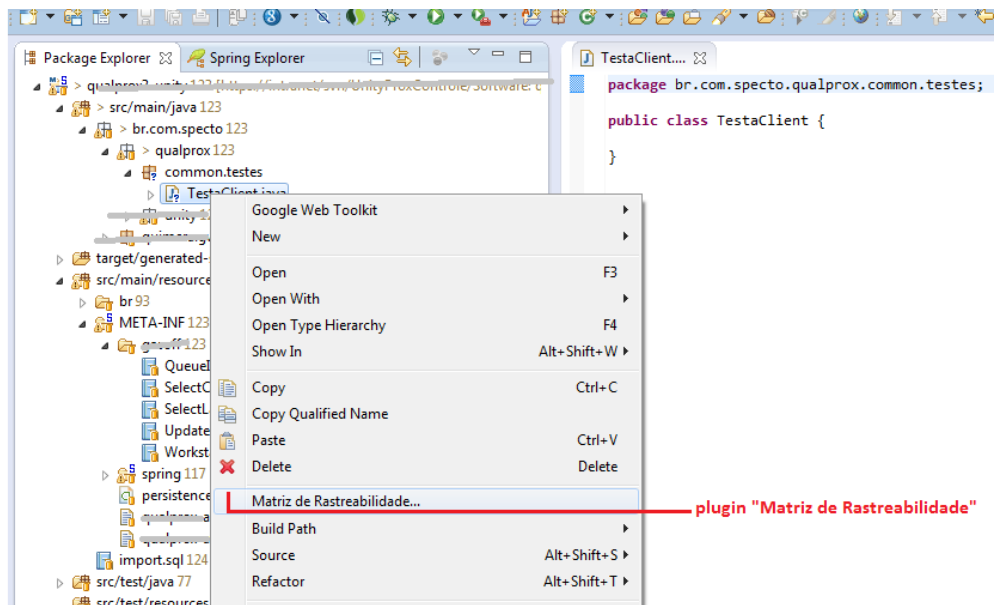 Package Explorer
Spring Explorer
TestaClient....
> src/main/java 123
> br.com.specto 123
> qualprox 123
common.testes
TestaClient.java
target/generated-
src/main/resource
br 93
META-INF 123
123
QueueI
SelectC
SelectL
Update
Workst
spring 117
persistence
import.sql 124
src/test/java 77
src/test/resources
package br.com.specto.qualprox.common.testes;
public class TestaClient {
}
Google Web Toolkit
New
Open F3
Open With
Open Type Hierarchy F4
Show In Alt+Shift+W
Copy Ctrl+C
Copy Qualified Name
Paste Ctrl+V
Delete Delete
Matriz de Rastreabilidade...
Build Path
Source Alt+Shift+S
Refactor Alt+Shift+T
plugin "Matriz de Rastreabilidade"